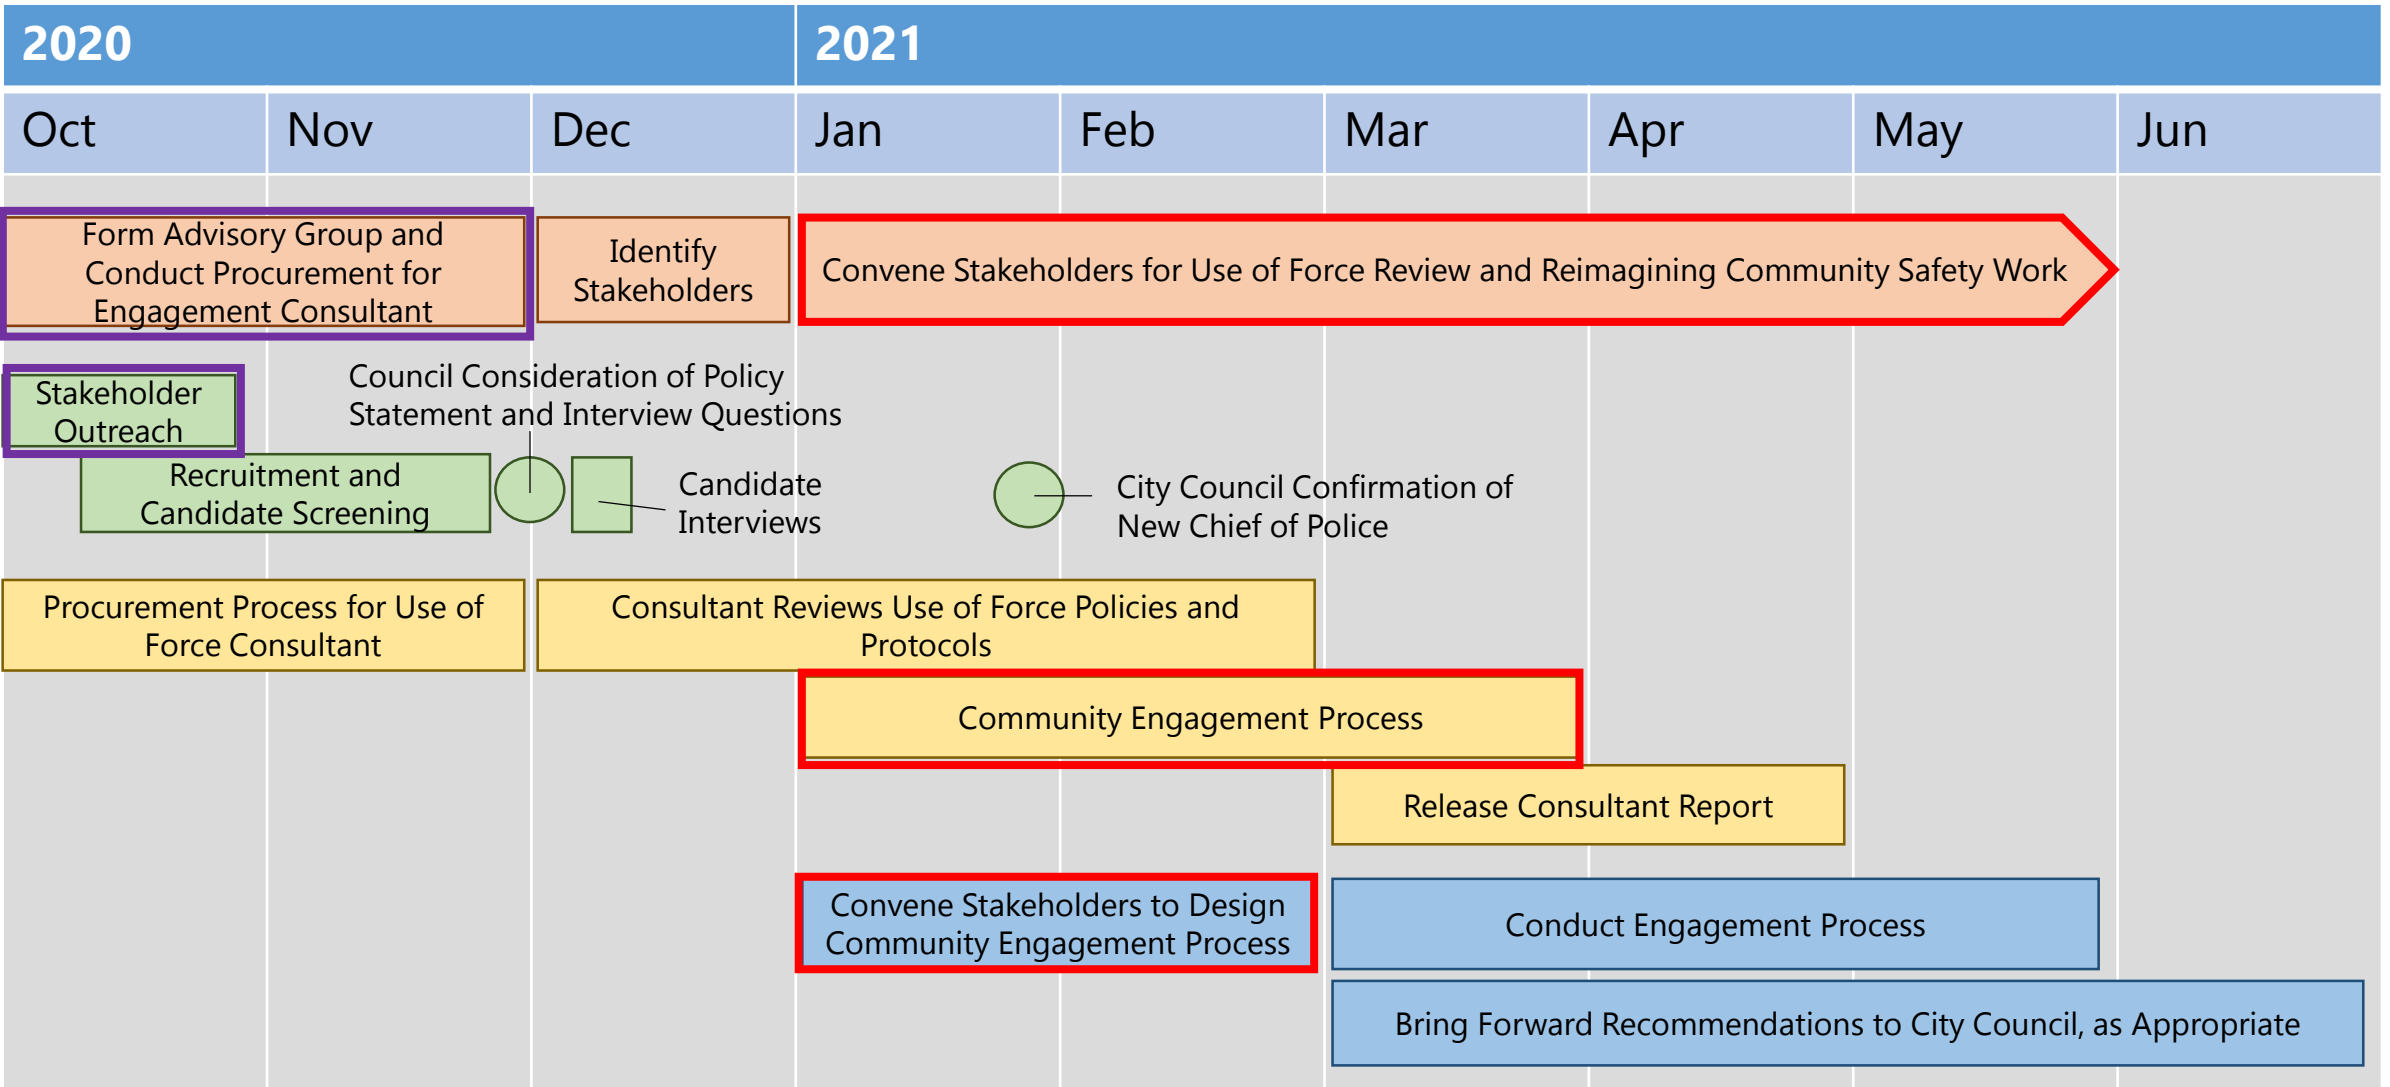 2020
2021
Oct
Nov
Dec
Jan
Feb
Mar
Apr
May
Jun
Form Advisory Group and
Conduct Procurement for
Engagement Consultant
Identify
Stakeholders
Convene Stakeholders for Use of Force Review and Reimagining Community Safety Work
Stakeholder
Outreach
Council Consideration of Policy
Statement and Interview Questions
Recruitment and
Candidate Screening
Candidate
Interviews
City Council Confirmation of
New Chief of Police
Procurement Process for Use of
Force Consultant
Consultant Reviews Use of Force Policies and
Protocols
Community Engagement Process
Release Consultant Report
Convene Stakeholders to Design
Community Engagement Process
Conduct Engagement Process
Bring Forward Recommendations to City Council, as Appropriate